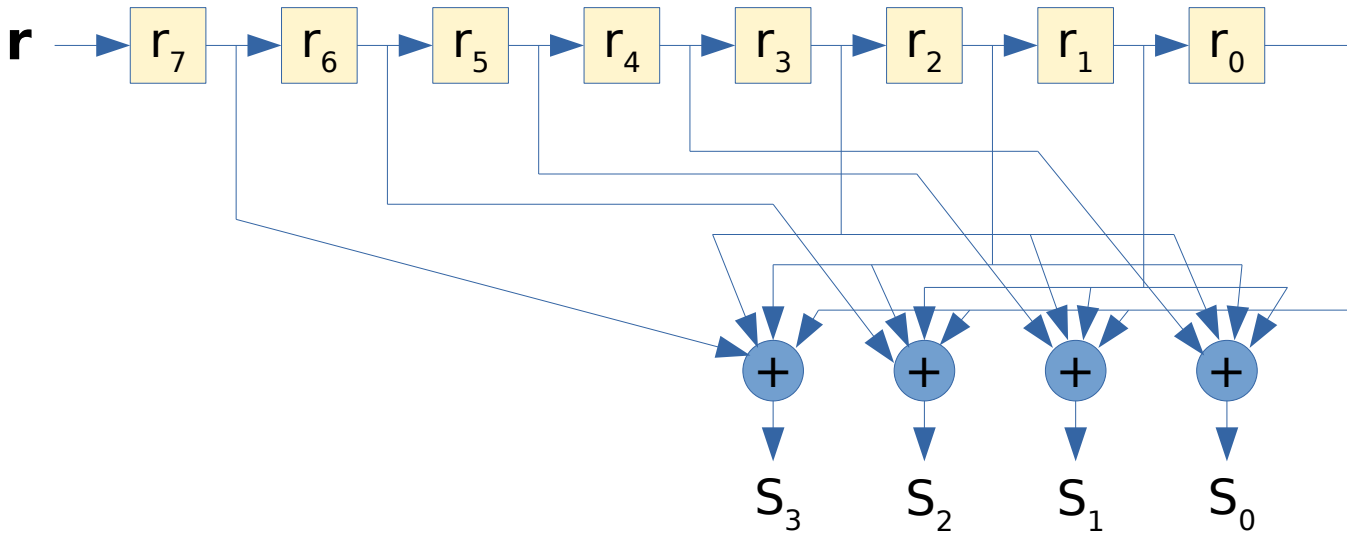 r r₇ r₆ r₅ r₄ r₃ r₂ r₁ r₀
+ + + +
S₃ S₂ S₁ S₀